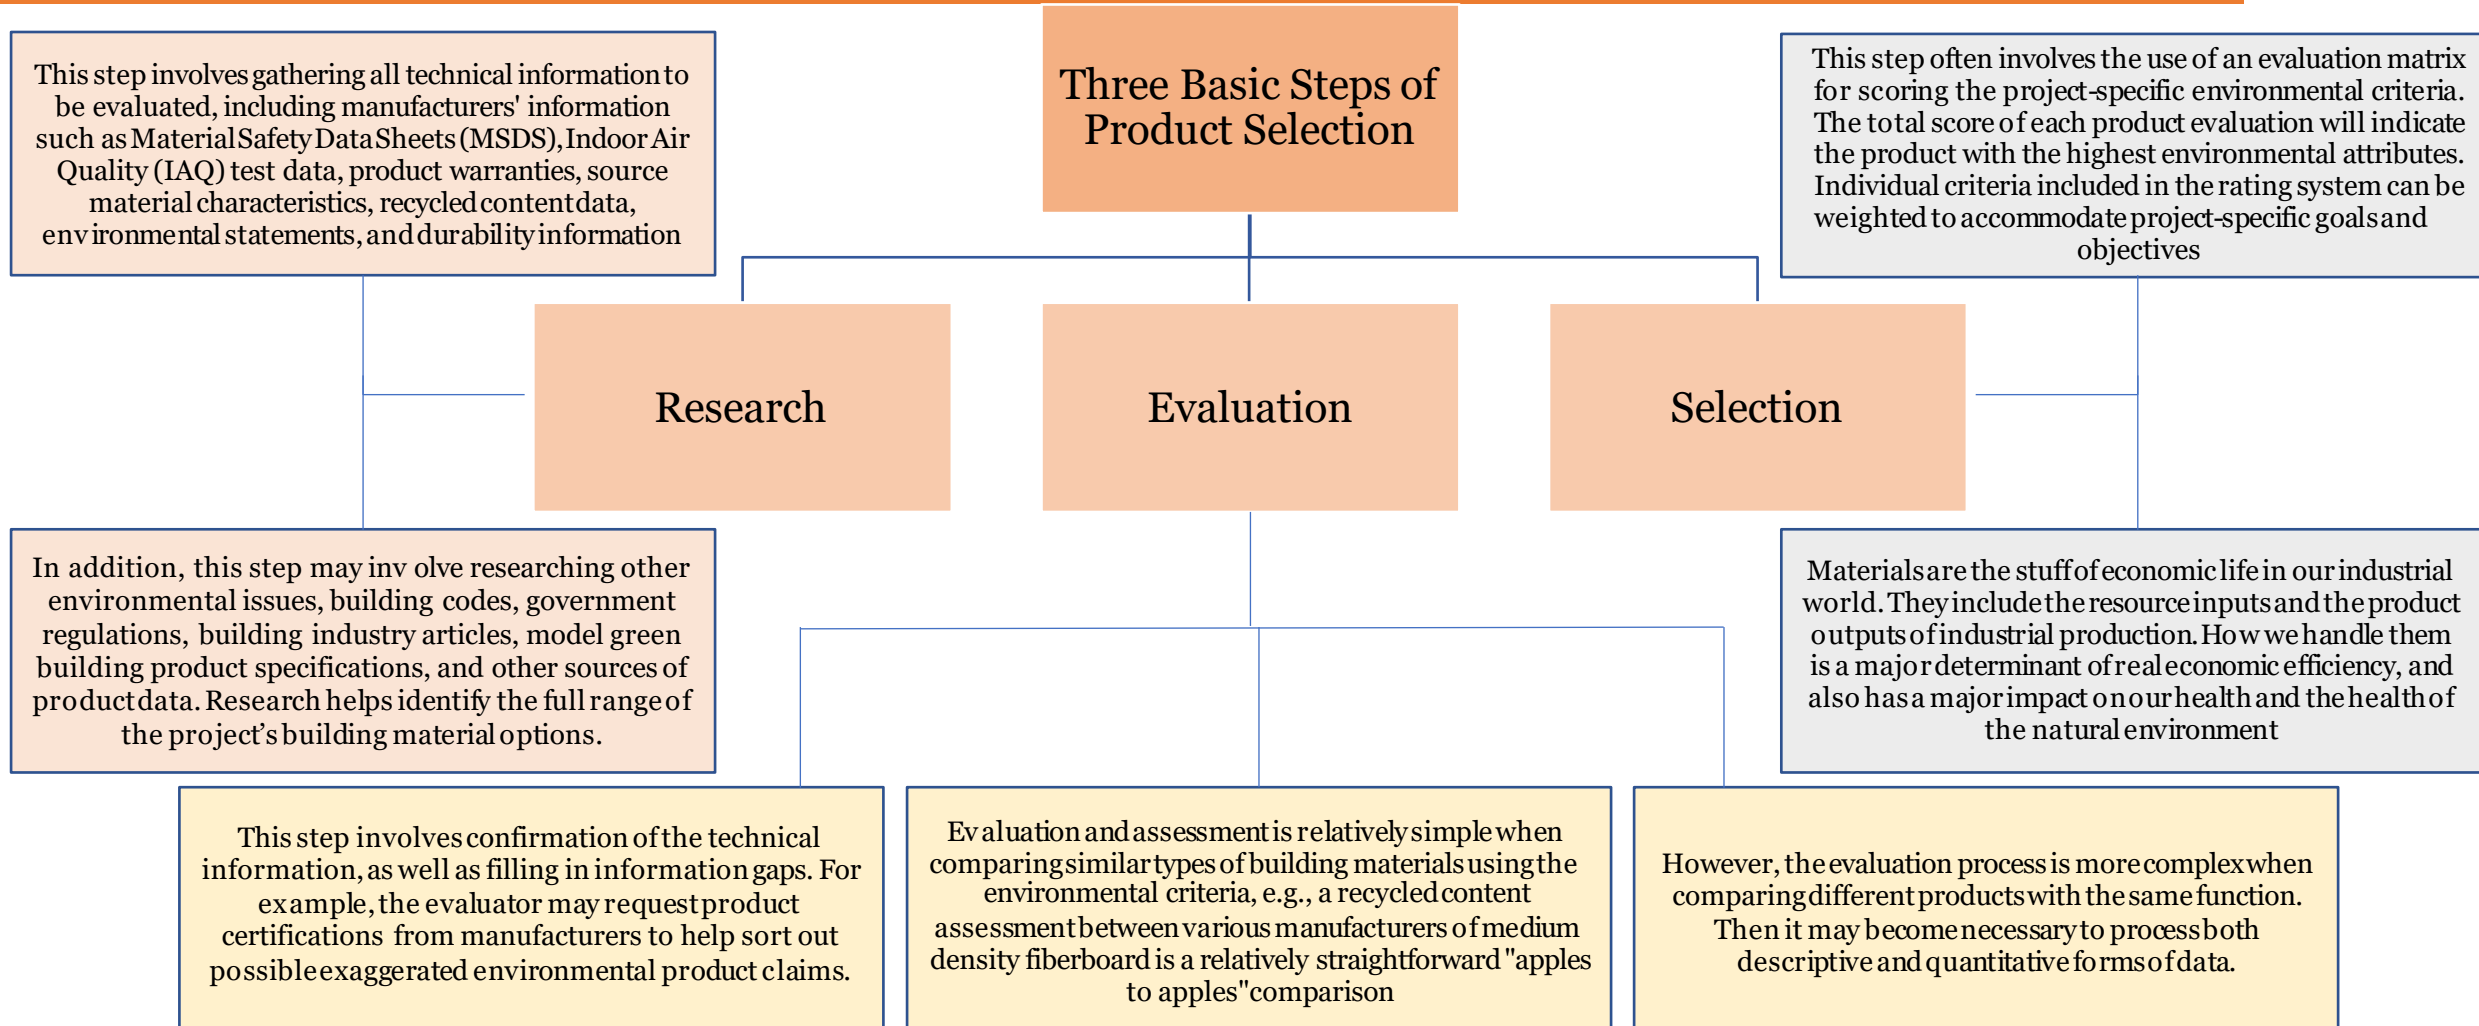 Three Basic Steps of
Product Selection
This step involves gathering all technical information to
be evaluated, including manufacturers' information
such as Material Safety Data Sheets (MSDS), Indoor Air
Quality (IAQ) test data, product warranties, source
material characteristics, recycled content data,
environmental statements, and durability information
This step often involves the use of an evaluation matrix
for scoring the project-specific environmental criteria.
The total score of each product evaluation will indicate
the product with the highest environmental attributes.
Individual criteria included in the rating system can be
weighted to accommodate project-specific goals and
objectives
Research
Evaluation
Selection
In addition, this step may involve researching other
environmental issues, building codes, government
regulations, building industry articles, model green
building product specifications, and other sources of
product data. Research helps identify the full range of
the project’s building material options.
Materials are the stuff of economic life in our industrial
world. They include the resource inputs and the product
outputs of industrial production. How we handle them
is a major determinant of real economic efficiency, and
also has a major impact on our health and the health of
the natural environment
This step involves confirmation of the technical
information, as well as filling in information gaps. For
example, the evaluator may request product
certifications from manufacturers to help sort out
possible exaggerated environmental product claims.
Evaluation and assessment is relatively simple when
comparing similar types of building materials using the
environmental criteria, e.g., a recycled content
assessment between various manufacturers of medium
density fiberboard is a relatively straightforward "apples
to apples" comparison
However, the evaluation process is more complex when
comparing different products with the same function.
Then it may become necessary to process both
descriptive and quantitative forms of data.